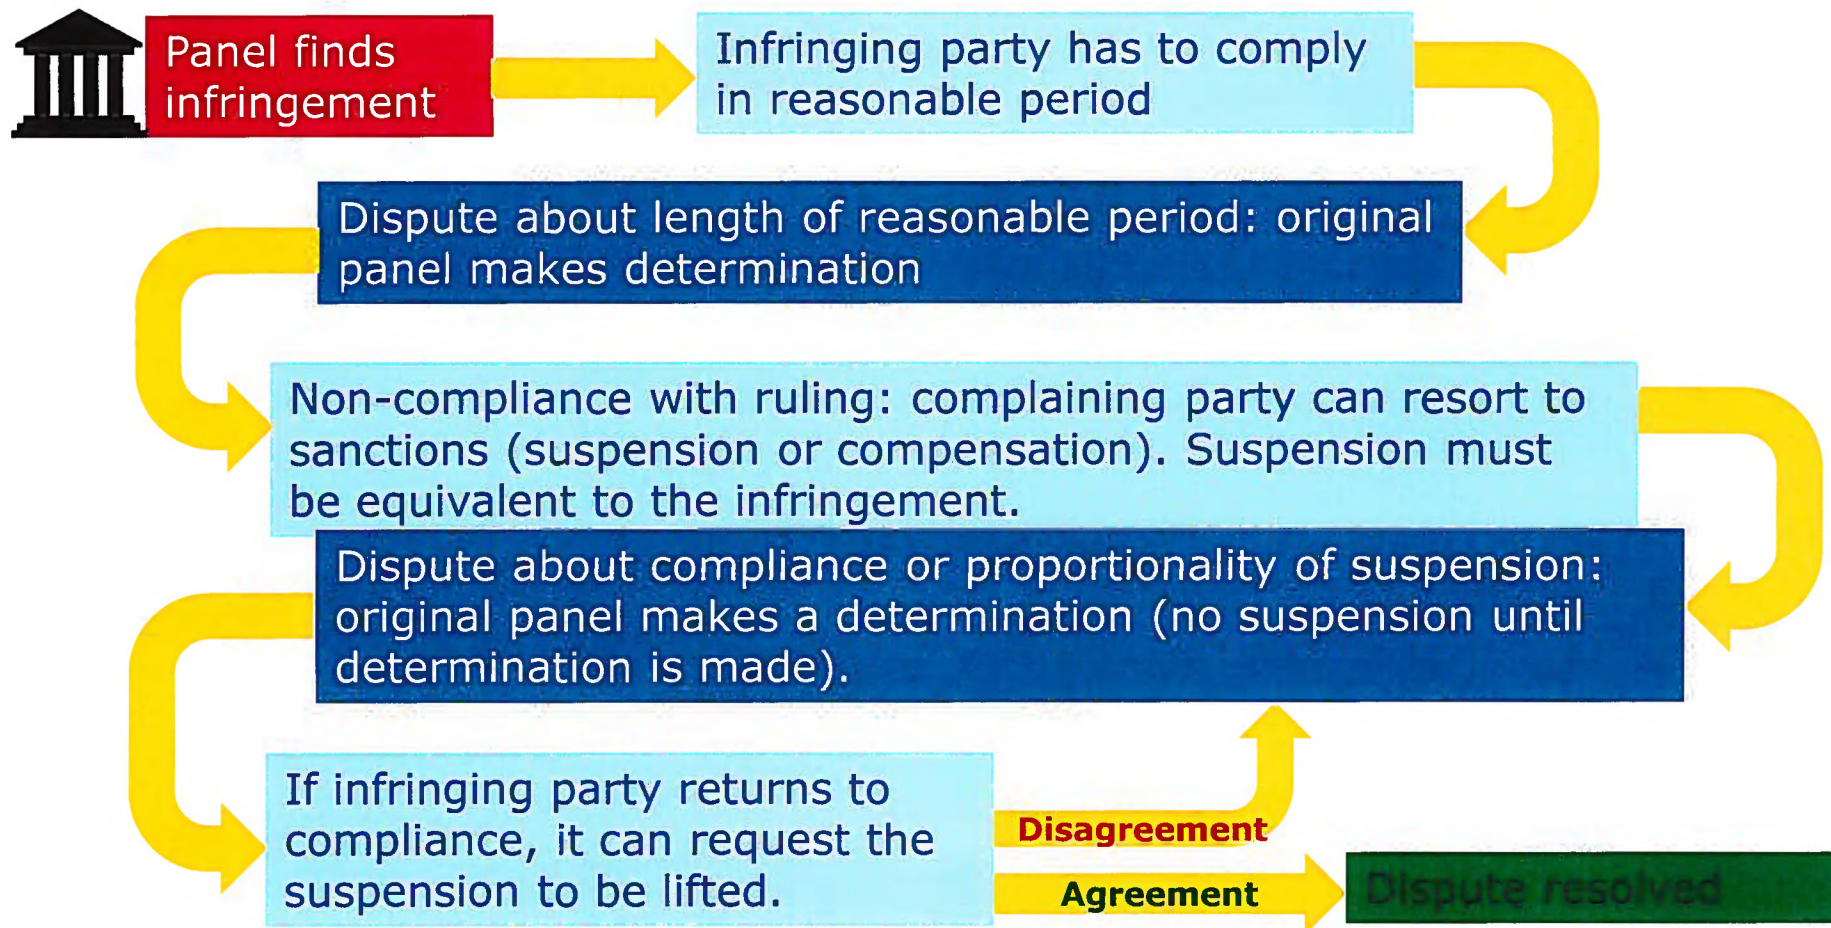 Panel finds
infringement
Infringing party has to comply
in reasonable period
Dispute about length of reasonable period: original
panel makes determination
Non-compliance with ruling: complaining party can resort to
sanctions (suspension or compensation). Suspension must
be equivalent to the infringement.
Dispute about compliance or proportionality of suspension:
original panel makes a determination (no suspension until
determination is made).
If infringing party returns to
compliance, it can request the
suspension to be lifted.
Disagreement
Agreement
Dispute resolved